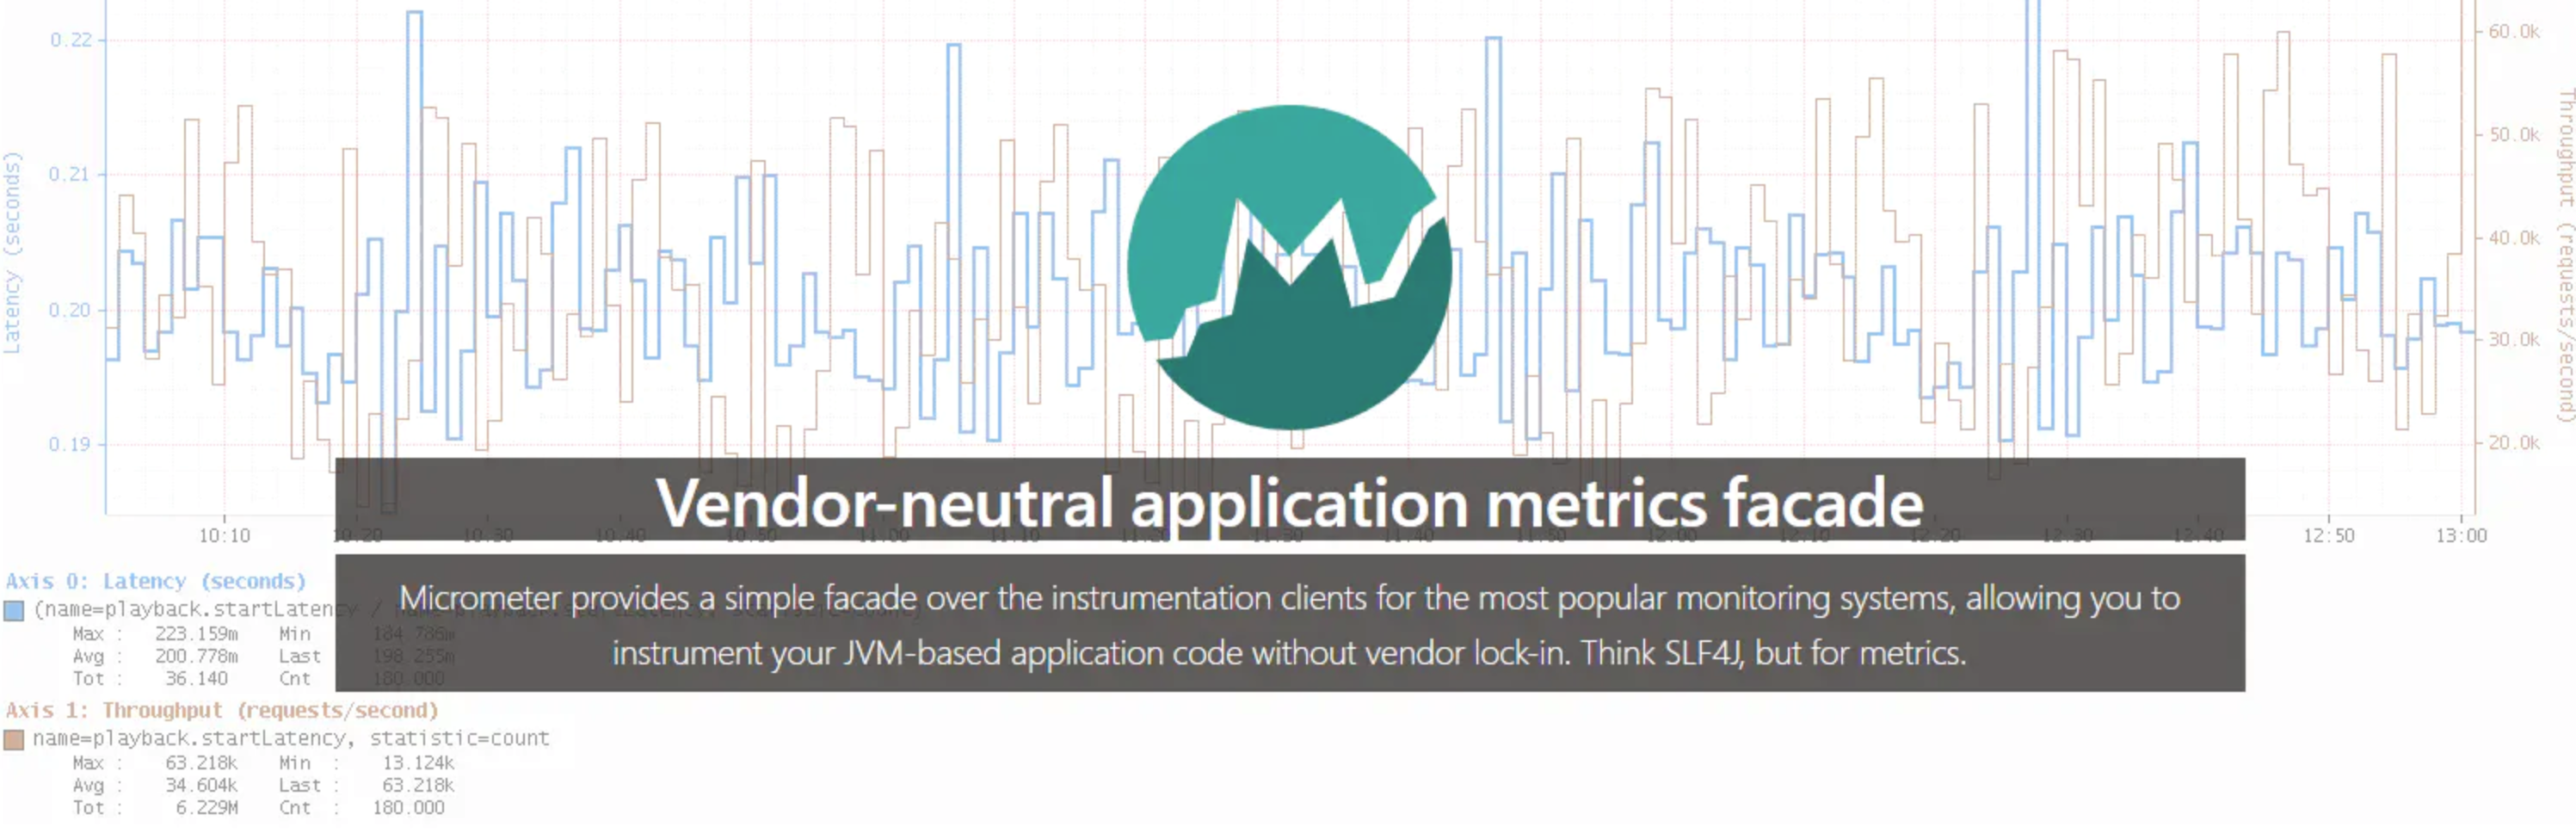 0.22
60.0k
50.0k
0.21
40.0k
0.20
30.0k
0.19
20.0k
Latency (seconds)
Throughput (requests/second)
Vendor-neutral application metrics facade
10:10 10:20 10:30 10:40 10:50 11:00 11:10 11:20 11:30 11:40 11:50 12:00 12:10 12:20 12:30 12:40 12:50 13:00
Micrometer provides a simple facade over the instrumentation clients for the most popular monitoring systems, allowing you to
instrument your JVM-based application code without vendor lock-in. Think SLF4J, but for metrics.
Axis 0: Latency (seconds)
(name=playback.startLatency /
Max : 223.159m Min 184.786m
Avg : 200.778m Last 198.255m
Tot : 36.140 Cnt 180.000
Axis 1: Throughput (requests/second)
name=playback.startLatency, statistic=count
Max : 63.218k Min : 13.124k
Avg : 34.604k Last : 63.218k
Tot : 6.229M Cnt : 180.000